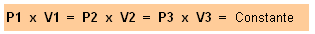 P1 x V1 = P2 x V2 = P3 x V3 = Constante